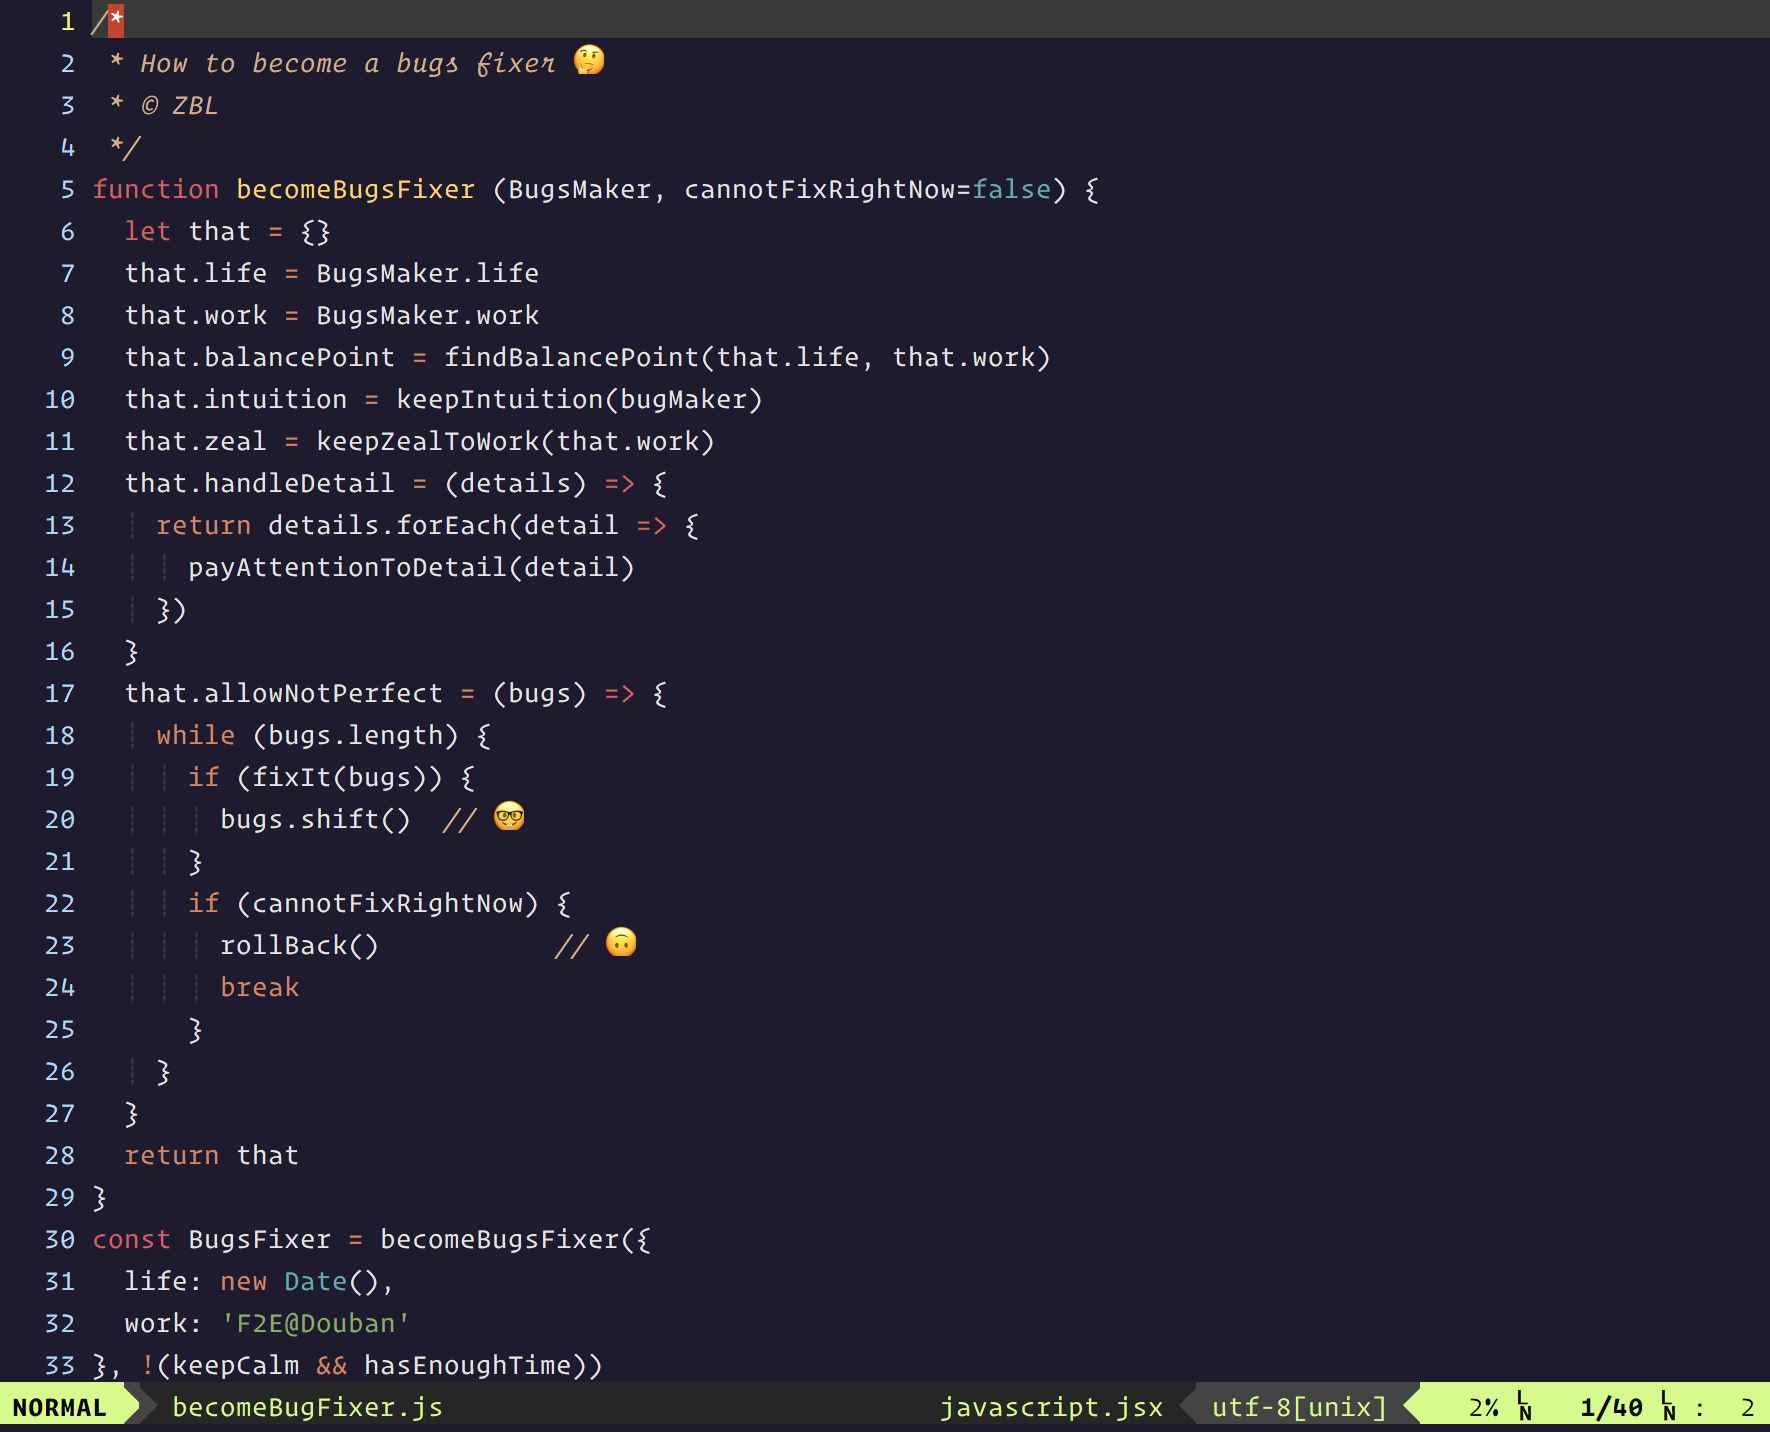 1 /*
2  * How to become a bugs fixer 🤔
3  * © ZBL
4  */
5 function becomeBugsFixer (BugsMaker, cannotFixRightNow=false) {
6   let that = {}
7   that.life = BugsMaker.life
8   that.work = BugsMaker.work
9   that.balancePoint = findBalancePoint(that.life, that.work)
10   that.intuition = keepIntuition(bugMaker)
11   that.zeal = keepZealToWork(that.work)
12   that.handleDetail = (details) => {
13     return details.forEach(detail => {
14       payAttentionToDetail(detail)
15     })
16   }
17   that.allowNotPerfect = (bugs) => {
18     while (bugs.length) {
19       if (fixIt(bugs)) {
20         bugs.shift()  // 🤓
21       }
22       if (cannotFixRightNow) {
23         rollBack()           // 🙃
24         break
25       }
26     }
27   }
28   return that
29 }
30 const BugsFixer = becomeBugsFixer({
31   life: new Date(),
32   work: 'F2E@Douban'
33 }, !(keepCalm && hasEnoughTime))
NORMAL becomeBugFixer.js javascript.jsx utf-8[unix] 2% LN 1/40 LN : 2